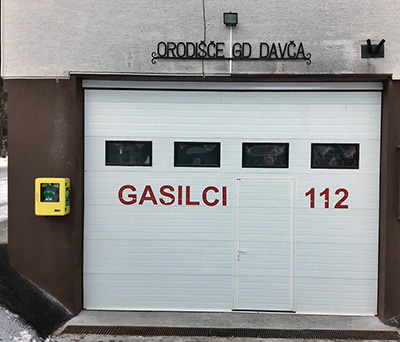 ORODIŠČE GD DAVČA
GASILCI 112